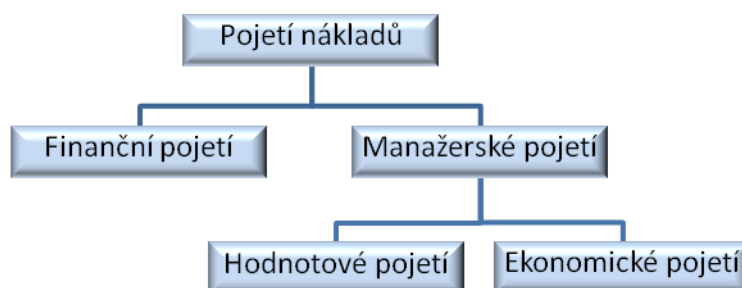 Pojetí nákladů
Finanční pojetí
Manažerské pojetí
Hodnotové pojetí
Ekonomické pojetí